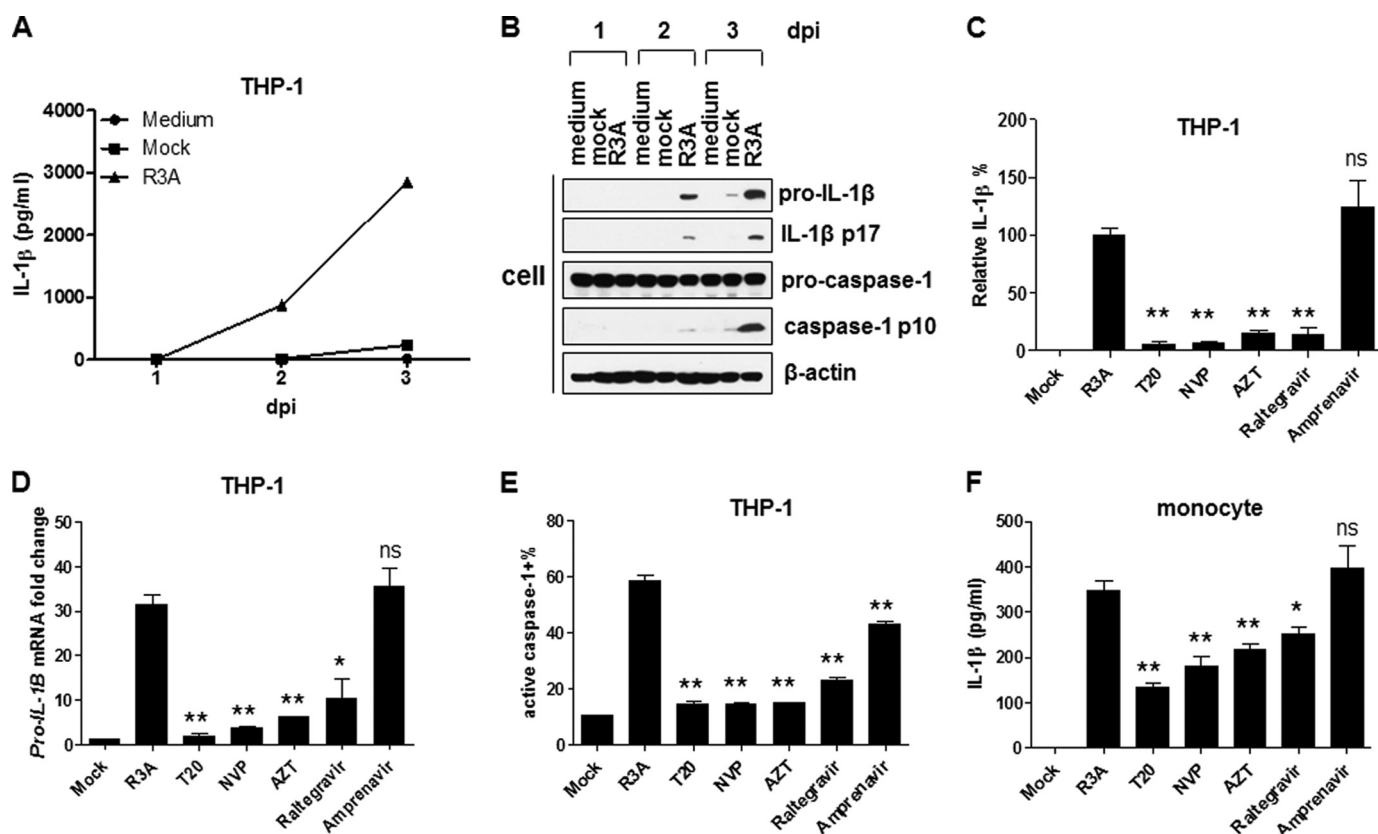 A
THP-1
4000
3000
2000
1000
0
IL-1β (pg/ml)
Medium
Mock
R3A
1 2 3
dpi
B
1 2 3 dpi
medium mock R3A medium mock R3A medium mock R3A
cell
pro-IL-1β
IL-1β p17
pro-caspase-1
caspase-1 p10
β-actin
C
THP-1
200
150
100
50
0
Relative IL-1β %
** ** ** ** ns
Mock R3A T20 NVP AZT Raltegravir Amprenavir
D
THP-1
50
40
30
20
10
0
Pro-IL-1B mRNA fold change
** ** ** * ns
Mock R3A T20 NVP AZT Raltegravir Amprenavir
E
THP-1
80
60
40
20
0
active caspase-1+%
** ** ** ** **
Mock R3A T20 NVP AZT Raltegravir Amprenavir
F
monocyte
500
400
300
200
100
0
IL-1β (pg/ml)
** ** ** * ns
Mock R3A T20 NVP AZT Raltegravir Amprenavir